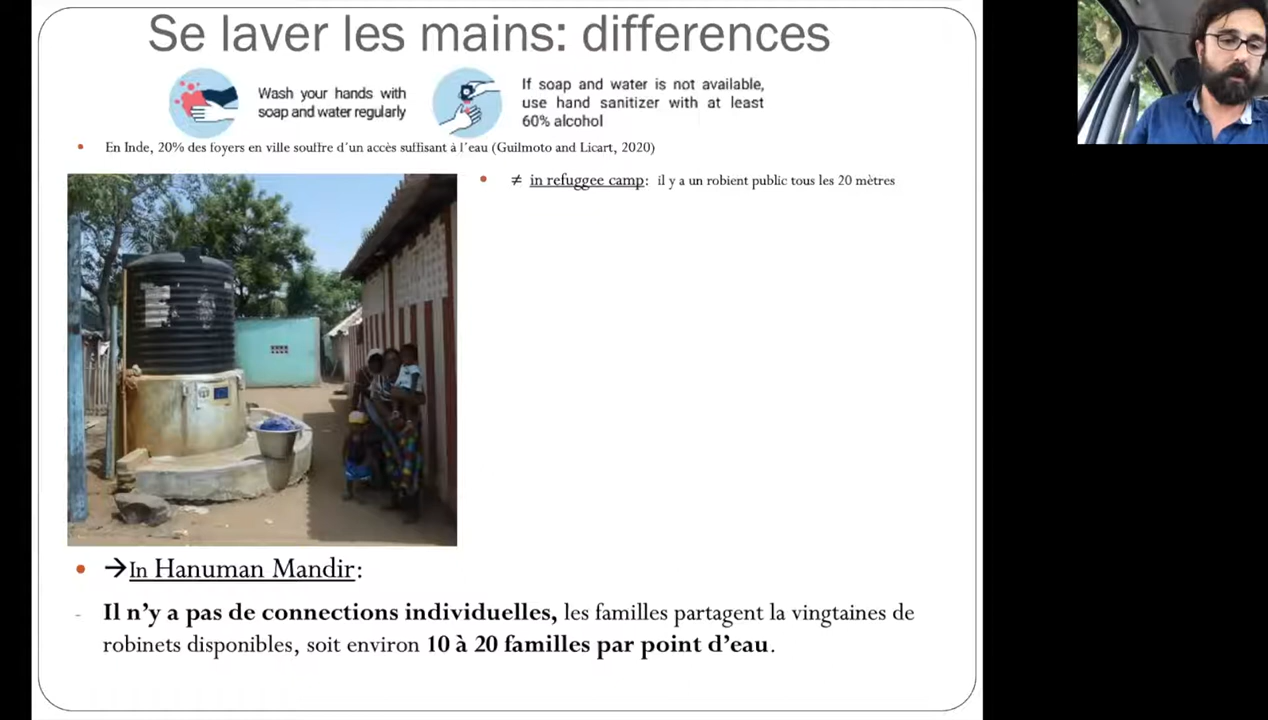 Se laver les mains: differences
Wash your hands with
soap and water regularly
If soap and water is not available,
use hand sanitizer with at least
60% alcohol
• En Inde, 20% des foyers en ville souffre d’un accès suffisant à l’eau (Guilmoto and Licart, 2020)
• ≠ in refuggee camp: il y a un robient public tous les 20 mètres
• →In Hanuman Mandir:
- Il n’y a pas de connections individuelles, les familles partagent la vingtaines de
robinets disponibles, soit environ 10 à 20 familles par point d’eau.